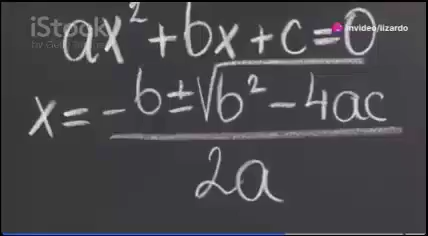 iStock
ax² + bx + c = 0
invideo/lizardo
x = -b ± √b² - 4ac
2a